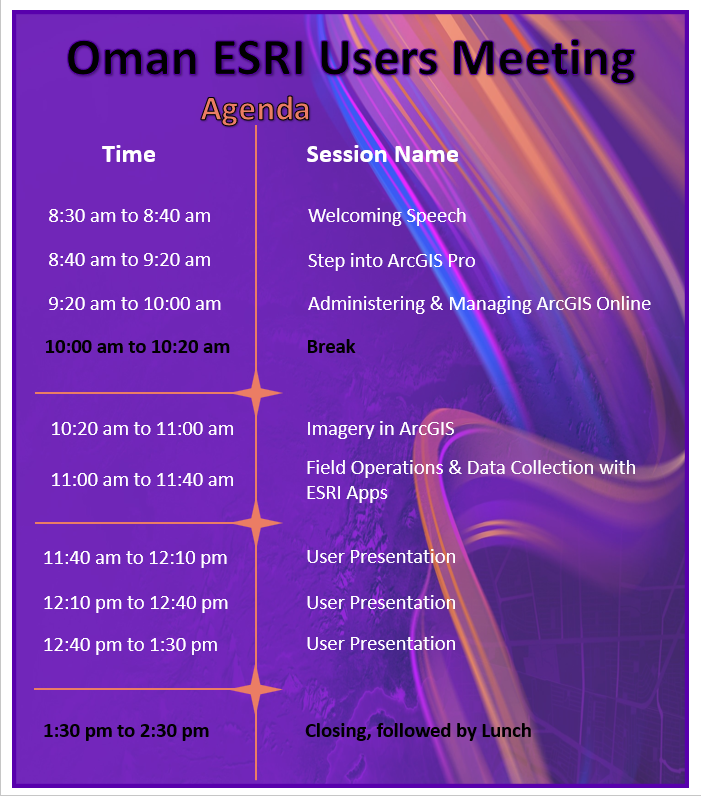 Oman ESRI Users Meeting
Agenda
Time Session Name
8:30 am to 8:40 am Welcoming Speech
8:40 am to 9:20 am Step into ArcGIS Pro
9:20 am to 10:00 am Administering & Managing ArcGIS Online
10:00 am to 10:20 am Break
10:20 am to 11:00 am Imagery in ArcGIS
11:00 am to 11:40 am Field Operations & Data Collection with
ESRI Apps
11:40 am to 12:10 pm User Presentation
12:10 pm to 12:40 pm User Presentation
12:40 pm to 1:30 pm User Presentation
1:30 pm to 2:30 pm Closing, followed by Lunch